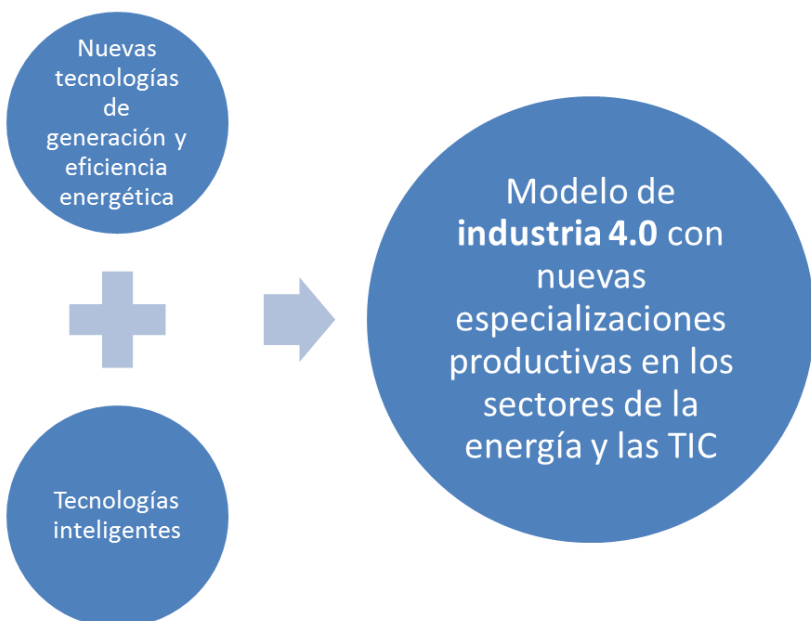 Nuevas
tecnologías
de
generación y
eficiencia
energética
Tecnologías
inteligentes
Modelo de
industria 4.0 con
nuevas
especializaciones
productivas en los
sectores de la
energía y las TIC